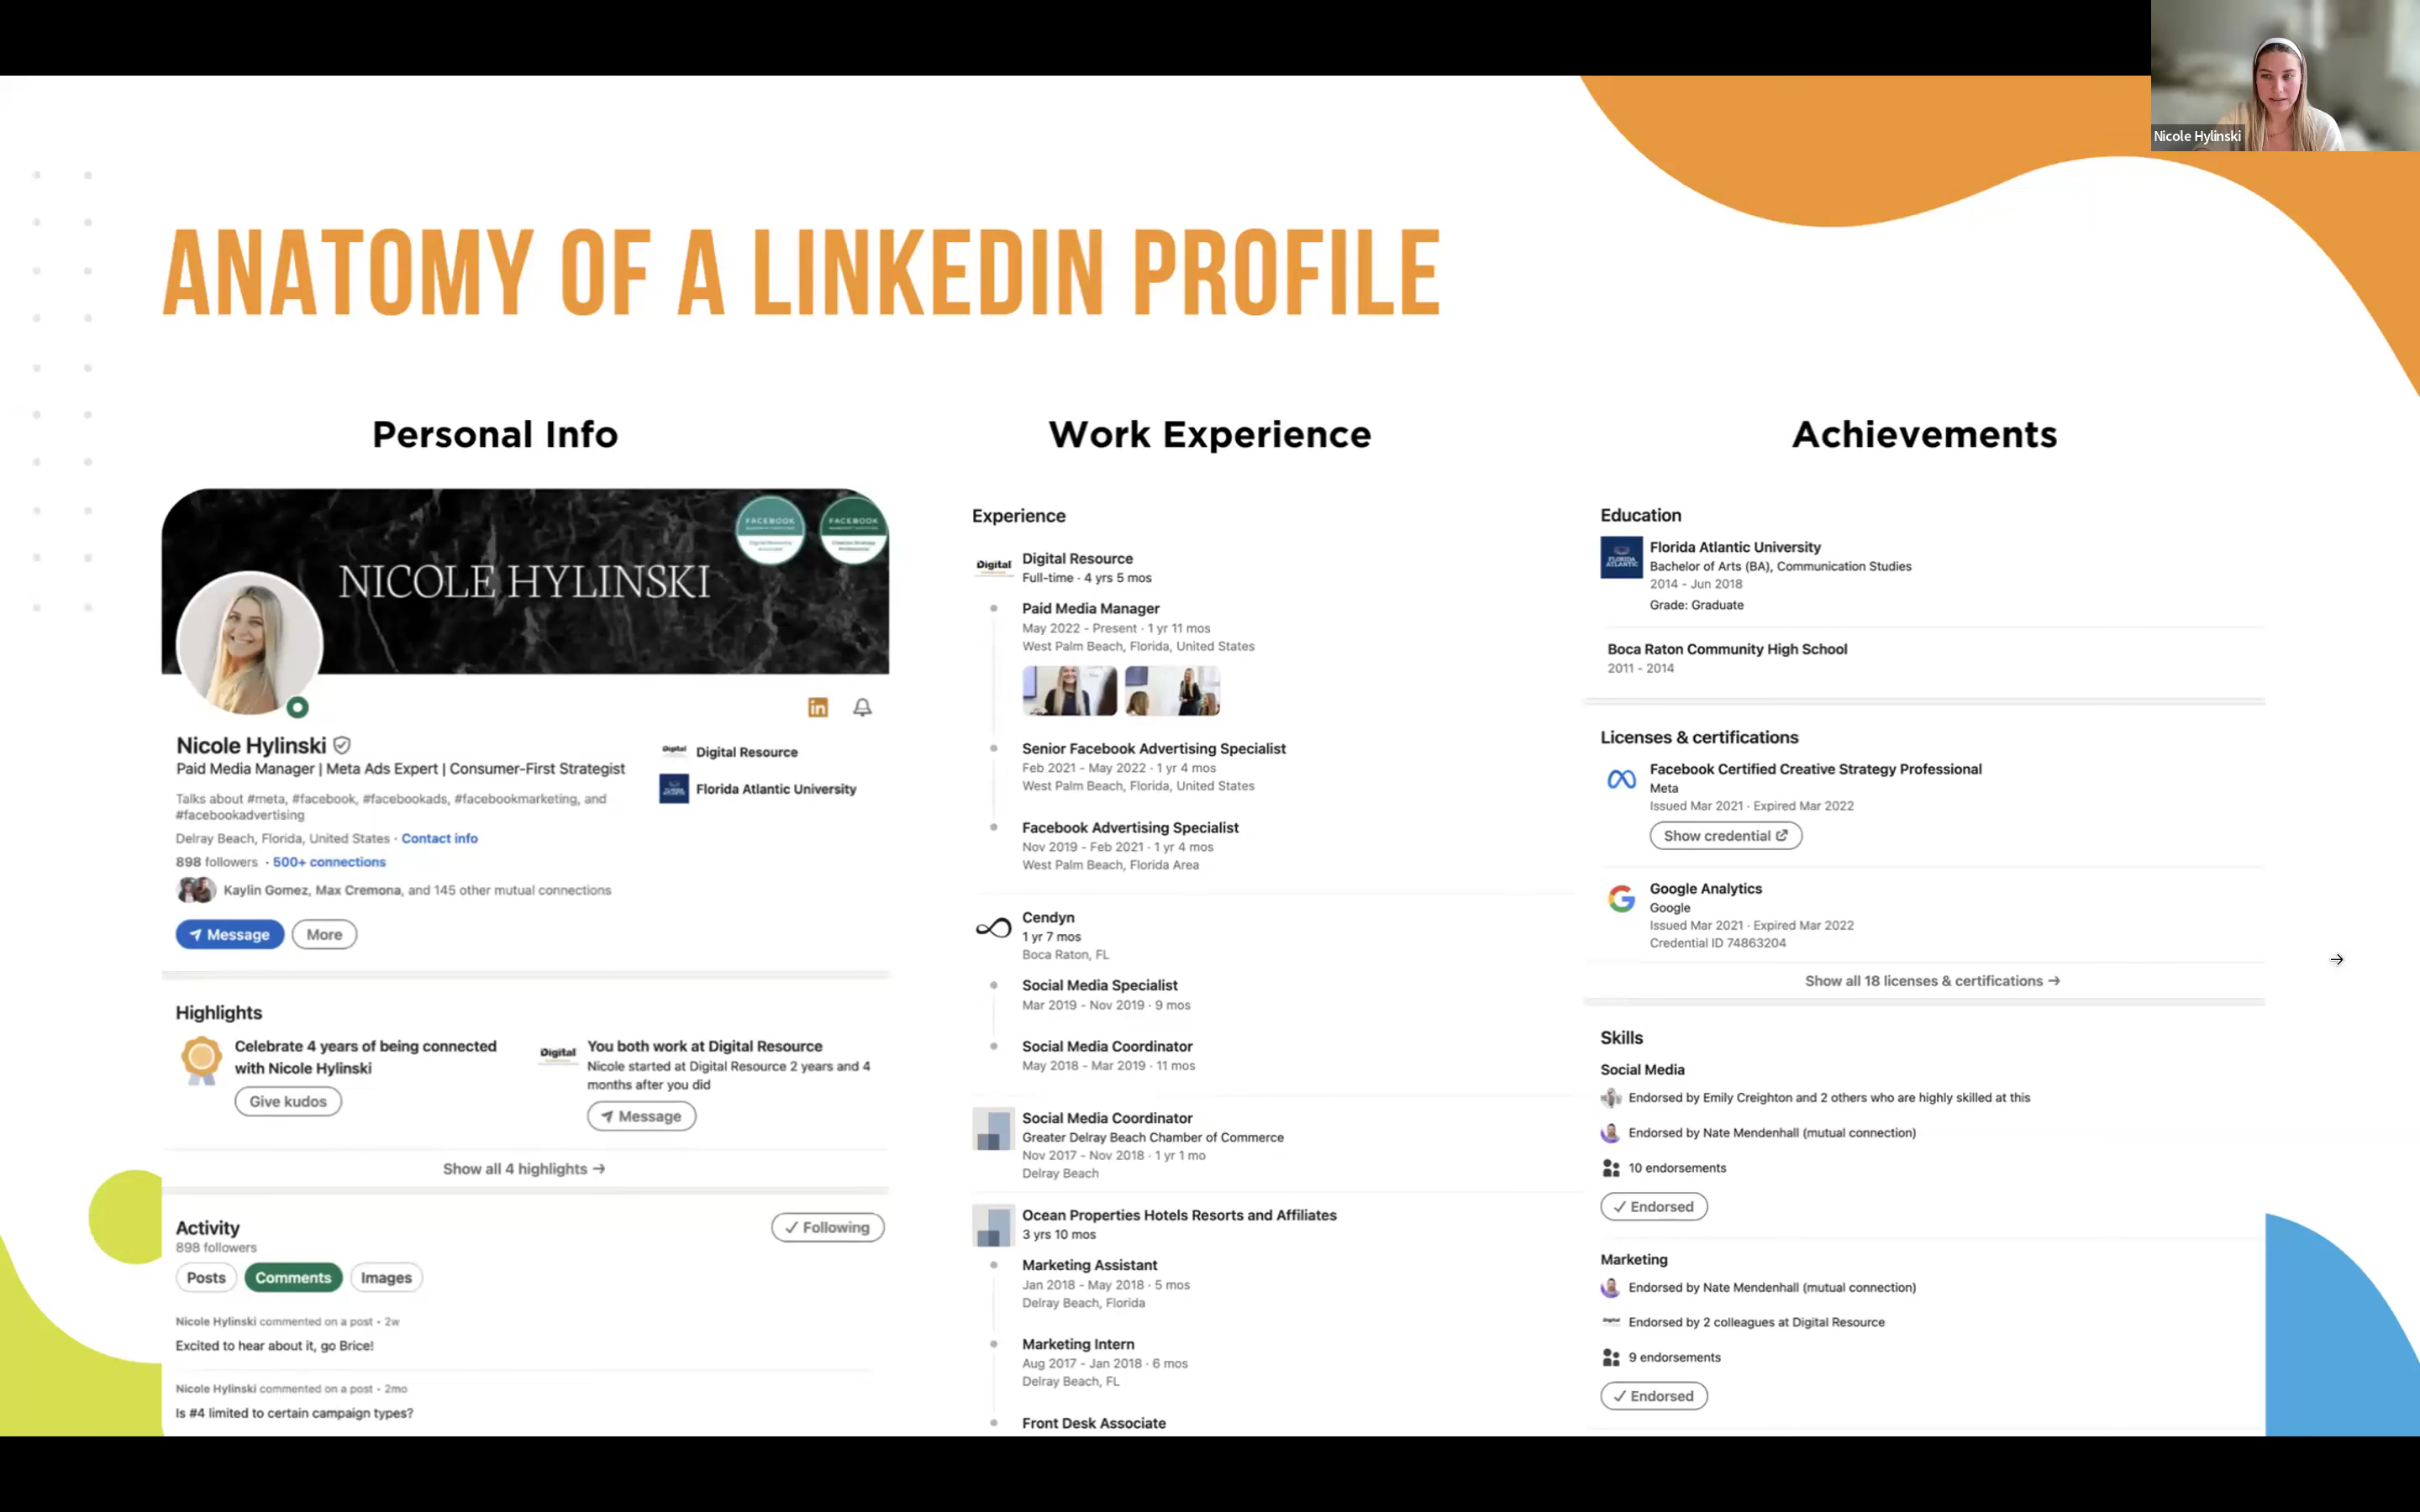 Nicole Hylinski
ANATOMY OF A LINKEDIN PROFILE
Personal Info
NICOLE HYLINSKI
FACEBOOK
FACEBOOK
Creative Strategy
Professional
in
Nicole Hylinski
Paid Media Manager | Meta Ads Expert | Consumer-First Strategist
Talks about #meta, #facebook, #facebookads, #facebookmarketing, and
#facebookadvertising
Delray Beach, Florida, United States · Contact info
898 followers · 500+ connections
Kaylin Gomez, Max Cremona, and 145 other mutual connections
Message
More
Digital
Digital Resource
Florida Atlantic University
Highlights
Celebrate 4 years of being connected
with Nicole Hylinski
Give kudos
Digital
You both work at Digital Resource
Nicole started at Digital Resource 2 years and 4
months after you did
Message
Show all 4 highlights →
Activity
898 followers
✓ Following
Posts
Comments
Images
Nicole Hylinski commented on a post • 2w
Excited to hear about it, go Brice!
Nicole Hylinski commented on a post • 2mo
Is #4 limited to certain campaign types?
Work Experience
Experience
Digital
Digital Resource
Full-time · 4 yrs 5 mos
Paid Media Manager
May 2022 - Present · 1 yr 11 mos
West Palm Beach, Florida, United States
Senior Facebook Advertising Specialist
Feb 2021 - May 2022 · 1 yr 4 mos
West Palm Beach, Florida, United States
Facebook Advertising Specialist
Nov 2019 - Feb 2021 · 1 yr 4 mos
West Palm Beach, Florida Area
Cendyn
1 yr 7 mos
Boca Raton, FL
Social Media Specialist
Mar 2019 - Nov 2019 · 9 mos
Social Media Coordinator
May 2018 - Mar 2019 · 11 mos
Social Media Coordinator
Greater Delray Beach Chamber of Commerce
Nov 2017 - Nov 2018 · 1 yr 1 mo
Delray Beach
Ocean Properties Hotels Resorts and Affiliates
3 yrs 10 mos
Marketing Assistant
Jan 2018 - May 2018 · 5 mos
Delray Beach, Florida
Marketing Intern
Aug 2017 - Jan 2018 · 6 mos
Delray Beach, FL
Front Desk Associate
Achievements
Education
FLORIDA
ATLANTIC
Florida Atlantic University
Bachelor of Arts (BA), Communication Studies
2014 - Jun 2018
Grade: Graduate
Boca Raton Community High School
2011 - 2014
Licenses & certifications
Facebook Certified Creative Strategy Professional
Meta
Issued Mar 2021 · Expired Mar 2022
Show credential
Google Analytics
Google
Issued Mar 2021 · Expired Mar 2022
Credential ID 74863204
Show all 18 licenses & certifications →
Skills
Social Media
Endorsed by Emily Creighton and 2 others who are highly skilled at this
Endorsed by Nate Mendenhall (mutual connection)
10 endorsements
✓ Endorsed
Marketing
Endorsed by Nate Mendenhall (mutual connection)
Endorsed by 2 colleagues at Digital Resource
9 endorsements
✓ Endorsed